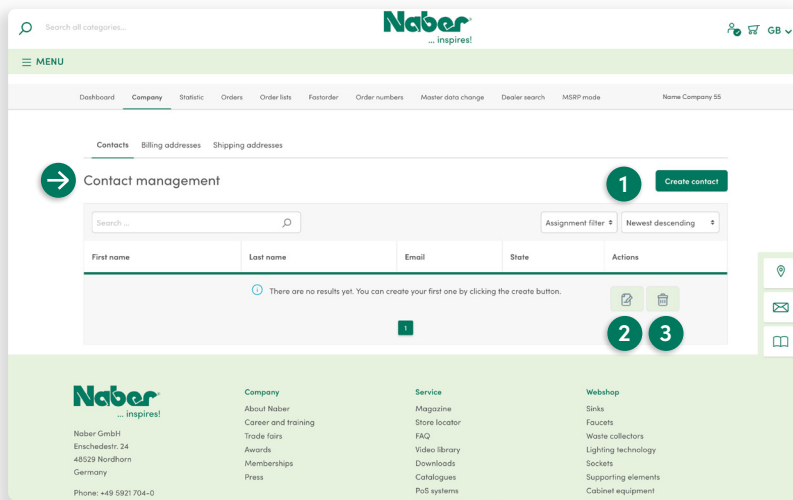 Search all categories...
Naber
... inspires!
GB
MENU
Dashboard Company Statistic Orders Order lists Fastorder Order numbers Master data change Dealer search MSRP mode Name Company 55
Contacts Billing addresses Shipping addresses
Contact management
1
Create contact
Search ...
Assignment filter
Newest descending
First name Last name Email State Actions
There are no results yet. You can create your first one by clicking the create button.
1
2 3
Naber
... inspires!
Naber GmbH
Enschedestr. 24
48529 Nordhorn
Germany
Phone: +49 5921 704-0
Company
About Naber
Career and training
Trade fairs
Awards
Memberships
Press
Service
Magazine
Store locator
FAQ
Video library
Downloads
Catalogues
PoS systems
Webshop
Sinks
Faucets
Waste collectors
Lighting technology
Sockets
Supporting elements
Cabinet equipment